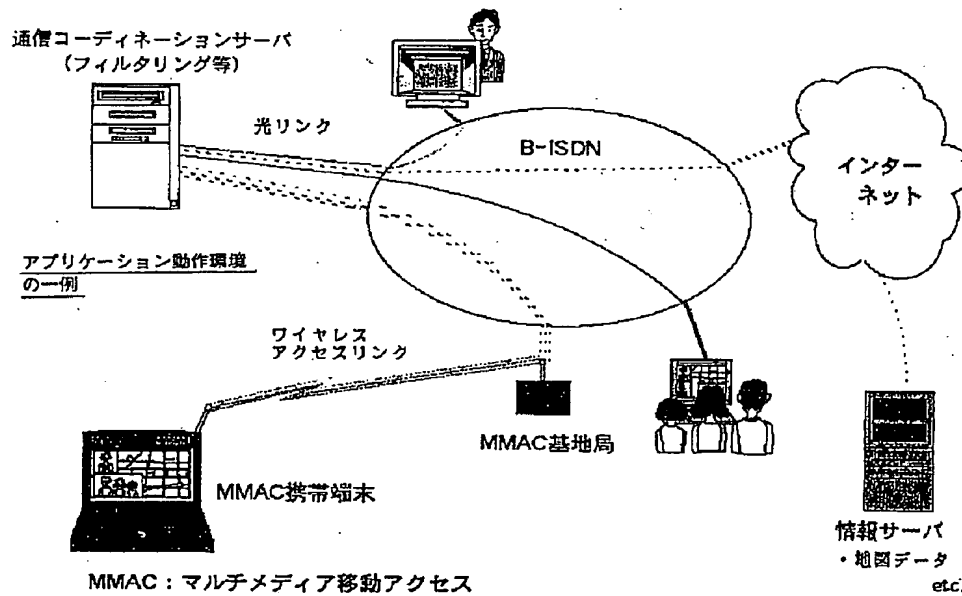 通信コーディネーションサーバ
（フィルタリング等）
光リンク
B-ISDN
インター
ネット
アプリケーション動作環境
の一例
ワイヤレス
アクセスリンク
MMAC基地局
MMAC携帯端末
情報サーバ
・地図データ
etc.
MMAC：マルチメディア移動アクセス